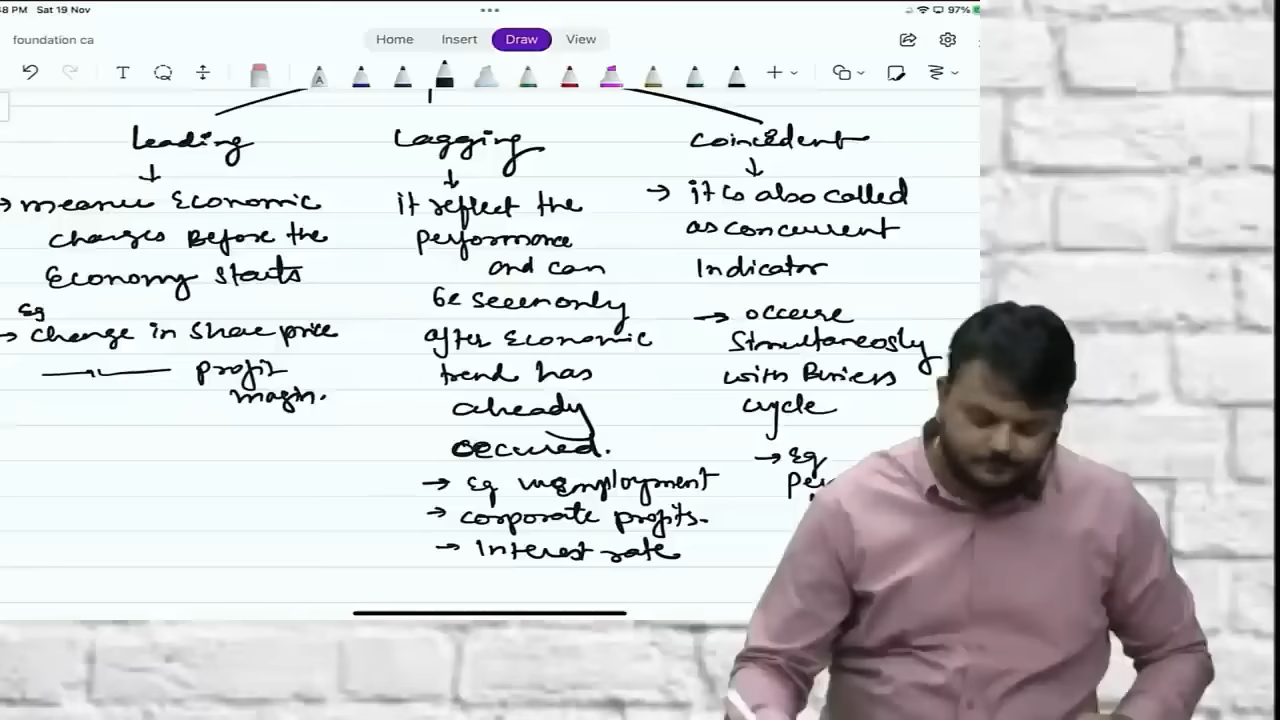 8 PM Sat 19 Nov
97%
foundation ca
Home Insert Draw View
Leading
→ measure Economic
changes Before the
Economy starts
Eg
→ change in Share price
profit
margin.
Lagging
it reflect the
performance
and can
be seen only
after Economic
trend has
already
occured.
→ Eg unemployment
→ corporate profits.
→ Interest rate
Coincident
→ it is also called
as concurrent
Indicator
→ occurs
Simultaneously
with Business
cycle
→ Eg